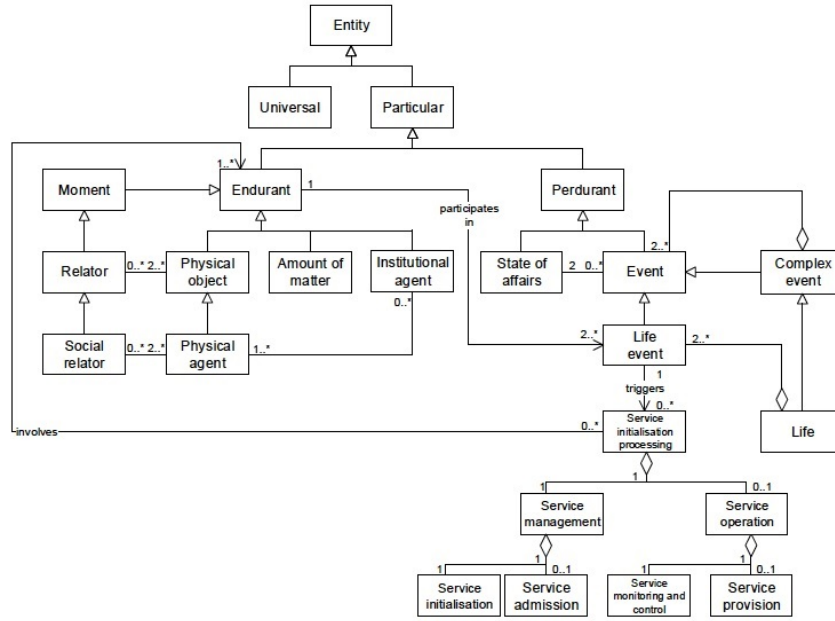 Entity
Universal
Particular
1..*
Moment
Endurant
1
Perdurant
participates
in
2..*
Relator
0..* 2..*
Physical
object
Amount of
matter
Institutional
agent
State of
affairs
2 0..*
Event
Complex
event
0..*
Social
relator
0..* 2..*
Physical
agent
1..*
2..*
Life
event
2..*
1
triggers
0..*
involves
0..*
Service
initialisation
processing
Life
1
1
0..1
Service
management
Service
operation
1
1
1
0..1
1
0..1
Service
initialisation
Service
admission
Service
monitoring and
control
Service
provision